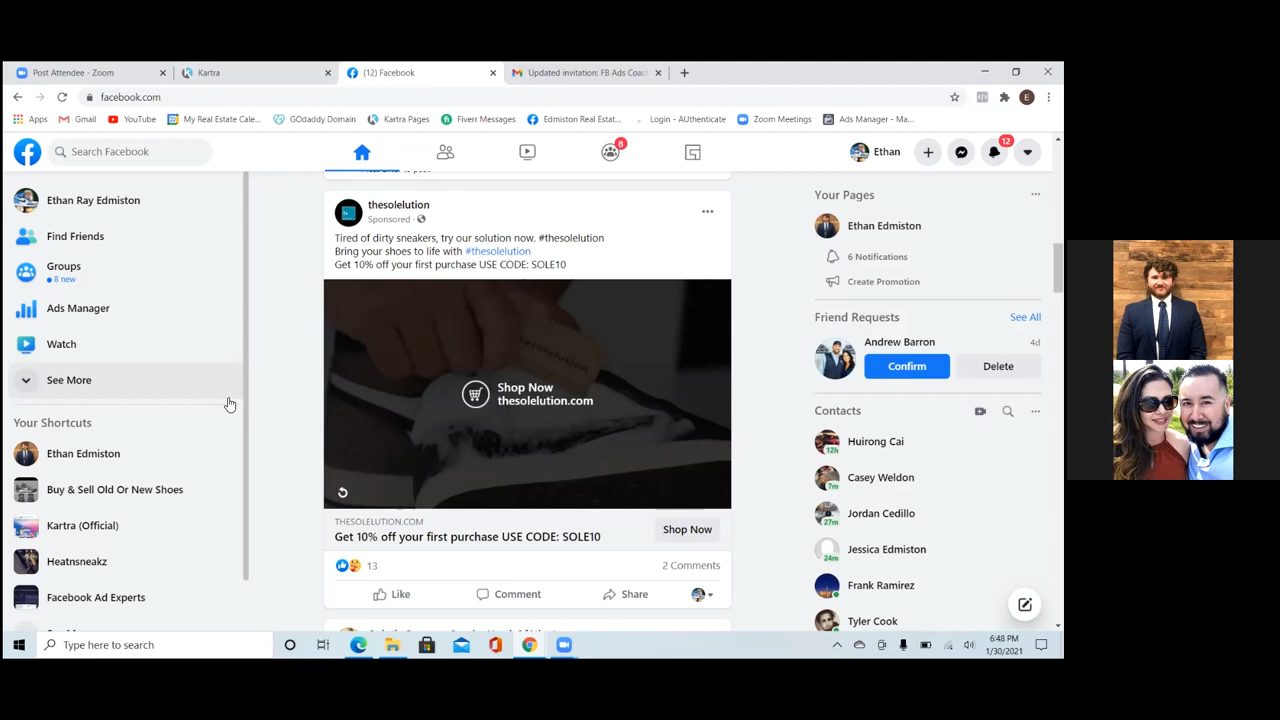 Post Attendee - Zoom
Kartra
(12) Facebook
Updated invitation: FB Ads Coac
facebook.com
E
Apps
Gmail
YouTube
My Real Estate Cale...
GOdaddy Domain
Kartra Pages
Fiverr Messages
Edmiston Real Estat...
Login - AUthenticate
Zoom Meetings
Ads Manager - Ma...
Search Facebook
8
Ethan
12
Ethan Ray Edmiston
Find Friends
Groups
8 new
Ads Manager
Watch
See More
Your Shortcuts
Ethan Edmiston
Buy & Sell Old Or New Shoes
Kartra (Official)
Heatnsneakz
Facebook Ad Experts
thesolelution
Sponsored
Tired of dirty sneakers, try our solution now. #thesolelution
Bring your shoes to life with #thesolelution
Get 10% off your first purchase USE CODE: SOLE10
Shop Now
thesolelution.com
THESOLELUTION.COM
Get 10% off your first purchase USE CODE: SOLE10
Shop Now
13
2 Comments
Like
Comment
Share
Your Pages
Ethan Edmiston
6 Notifications
Create Promotion
Friend Requests
See All
Andrew Barron
4d
Confirm
Delete
Contacts
Huirong Cai
12h
Casey Weldon
7m
Jordan Cedillo
27m
Jessica Edmiston
24m
Frank Ramirez
Tyler Cook
Type here to search
6:48 PM
1/30/2021